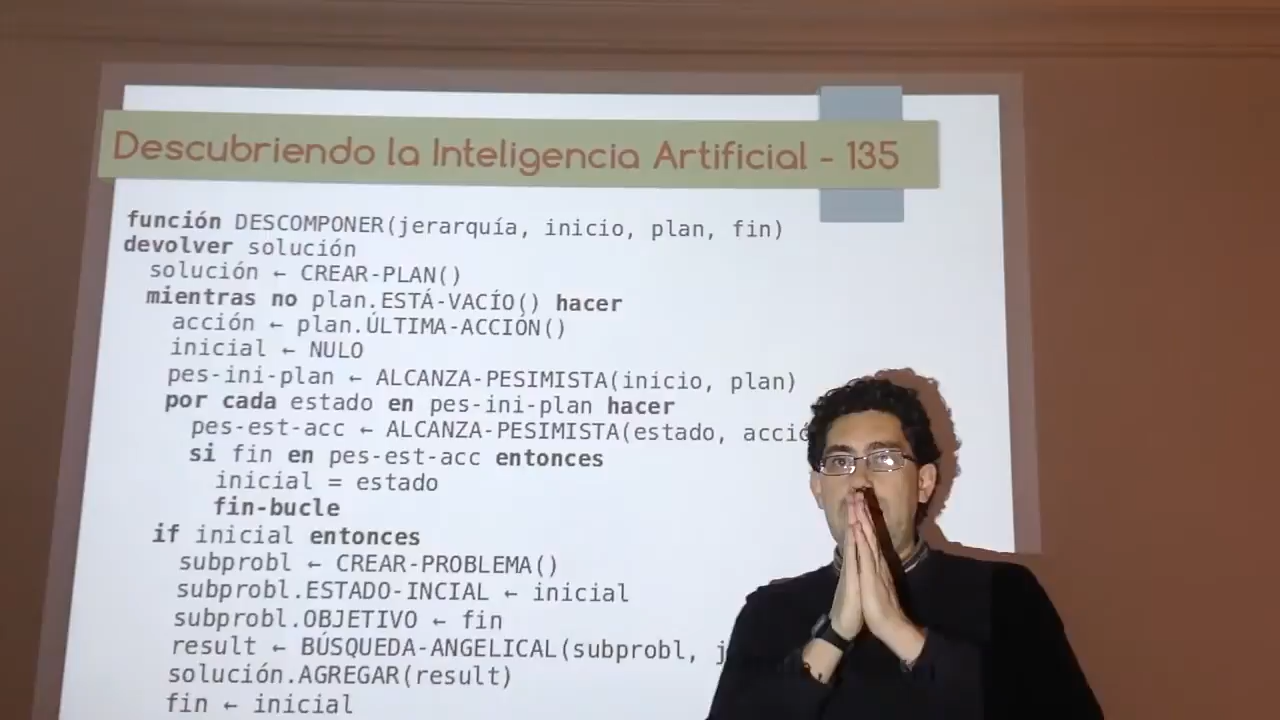 Descubriendo la Inteligencia Artificial - 135
función DESCOMPONER(jerarquía, inicio, plan, fin)
devolver solución
solución ← CREAR-PLAN()
mientras no plan.ESTÁ-VACÍO() hacer
acción ← plan.ÚLTIMA-ACCIÓN()
inicial ← NULO
pes-ini-plan ← ALCANZA-PESIMISTA(inicio, plan)
por cada estado en pes-ini-plan hacer
pes-est-acc ← ALCANZA-PESIMISTA(estado,
si fin en pes-est-acc entonces
inicial = estado
fin-bucle
if inicial entonces
subprobl ← CREAR-PROBLEMA()
subprobl.ESTADO-INCIAL ← inicial
subprobl.OBJETIVO ← fin
result ← BÚSQUEDA-ANGELICAL(subprobl,
solución.AGREGAR(result)
fin ← inicial